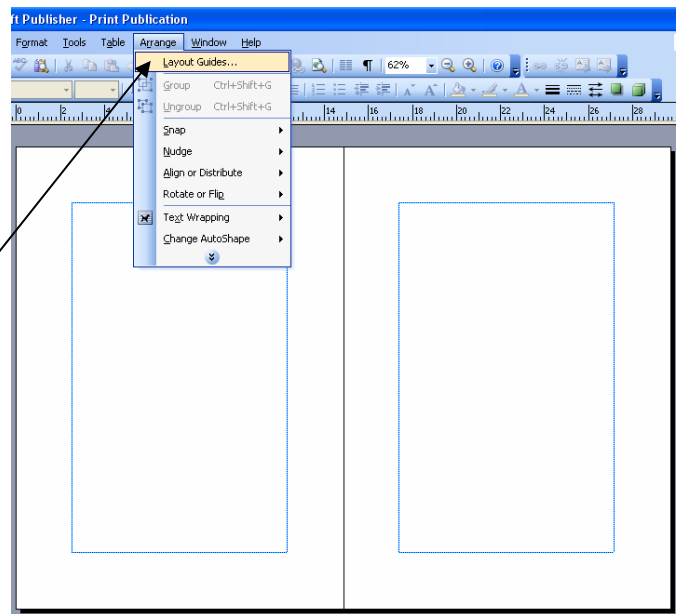 ft Publisher - Print Publication
Format Tools Table Arrange Window Help
62%
Layout Guides...
Group Ctrl+Shift+G
Ungroup Ctrl+Shift+G
0 2 4 14 16 18 20 22 24 26 28
Snap
Nudge
Align or Distribute
Rotate or Flip
Text Wrapping
Change AutoShape